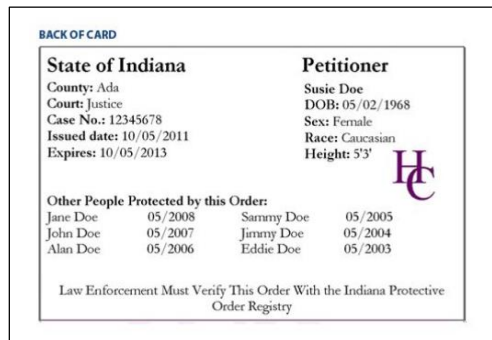 BACK OF CARD
State of Indiana
County: Ada
Court: Justice
Case No.: 12345678
Issued date: 10/05/2011
Expires: 10/05/2013
Petitioner
Susie Doe
DOB: 05/02/1968
Sex: Female
Race: Caucasian
Height: 5'3'
HC
Other People Protected by this Order:
Jane Doe 05/2008 Sammy Doe 05/2005
John Doe 05/2007 Jimmy Doe 05/2004
Alan Doe 05/2006 Eddie Doe 05/2003
Law Enforcement Must Verify This Order With the Indiana Protective
Order Registry